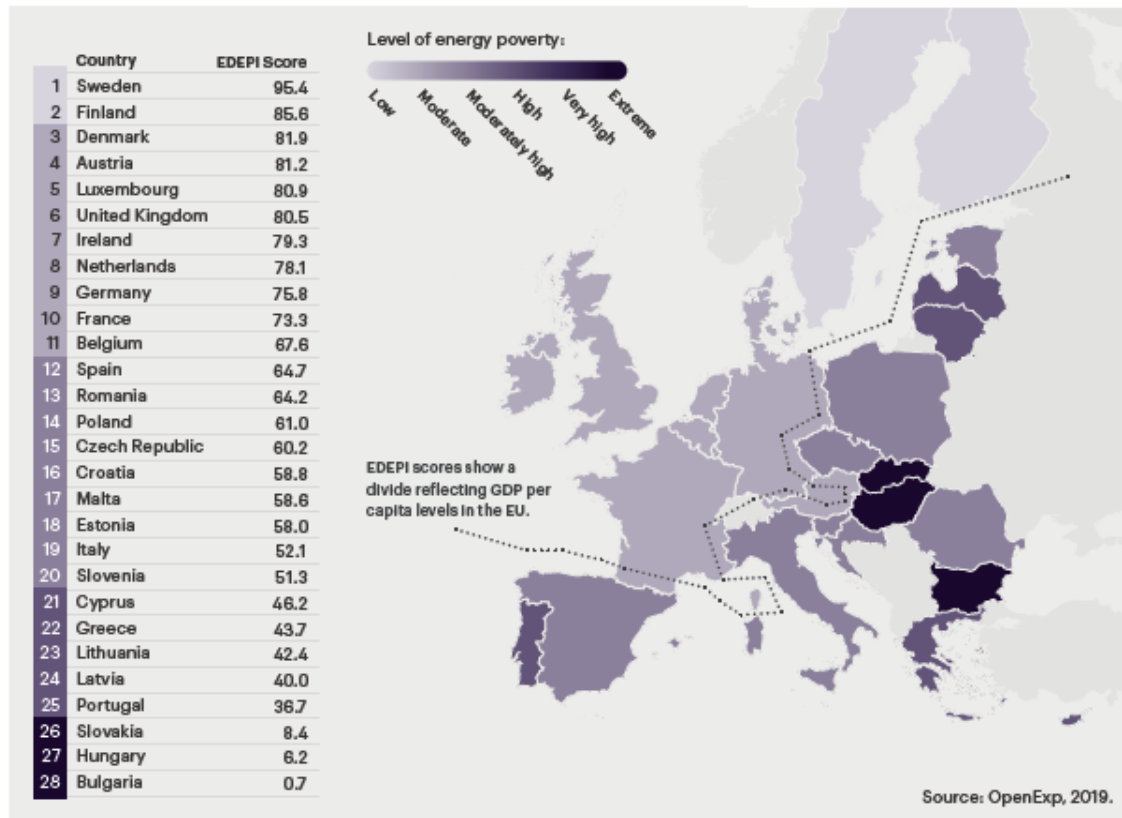 Country EDEPI Score
1 Sweden 95.4
2 Finland 85.6
3 Denmark 81.9
4 Austria 81.2
5 Luxembourg 80.9
6 United Kingdom 80.5
7 Ireland 79.3
8 Netherlands 78.1
9 Germany 75.8
10 France 73.3
11 Belgium 67.6
12 Spain 64.7
13 Romania 64.2
14 Poland 61.0
15 Czech Republic 60.2
16 Croatia 58.8
17 Malta 58.6
18 Estonia 58.0
19 Italy 52.1
20 Slovenia 51.3
21 Cyprus 46.2
22 Greece 43.7
23 Lithuania 42.4
24 Latvia 40.0
25 Portugal 36.7
26 Slovakia 8.4
27 Hungary 6.2
28 Bulgaria 0.7
Level of energy poverty:
Low
Moderate
Moderately high
High
Very high
Extreme
EDEPI scores show a
divide reflecting GDP per
capita levels in the EU.
Source: OpenExp, 2019.